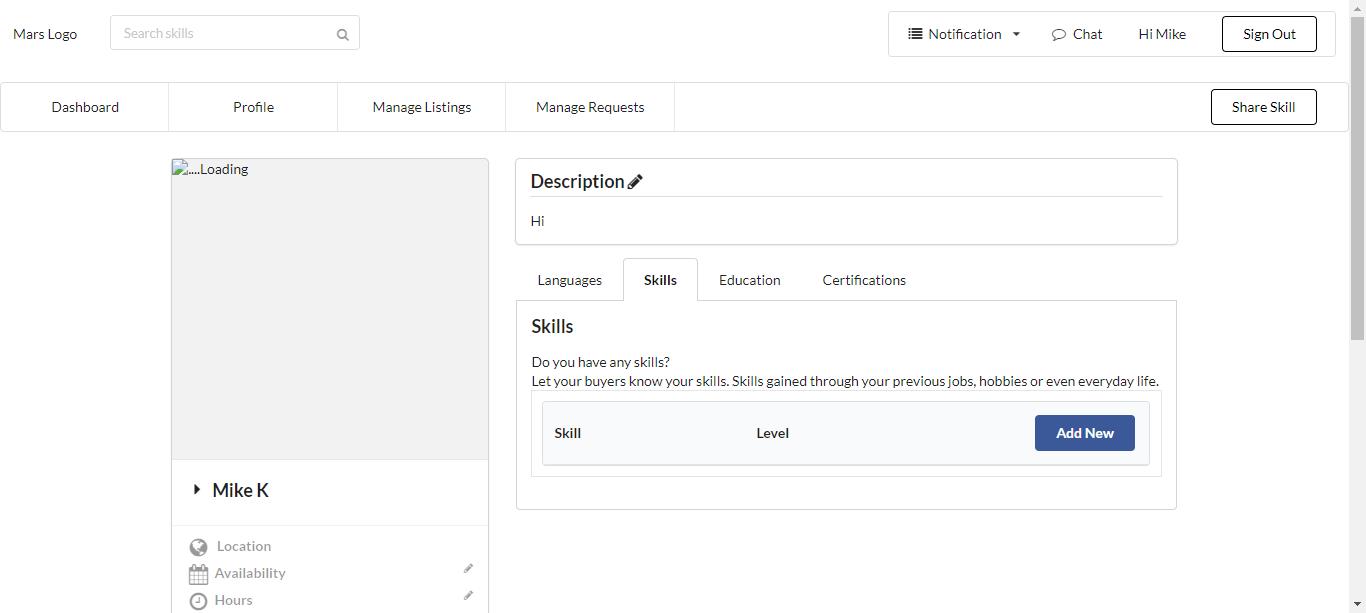 Mars Logo
Search skills
Notification
Chat
Hi Mike
Sign Out
Dashboard
Profile
Manage Listings
Manage Requests
Share Skill
....Loading
Mike K
Location
Availability
Hours
Description
Hi
Languages
Skills
Education
Certifications
Skills
Do you have any skills?
Let your buyers know your skills. Skills gained through your previous jobs, hobbies or even everyday life.
Skill
Level
Add New